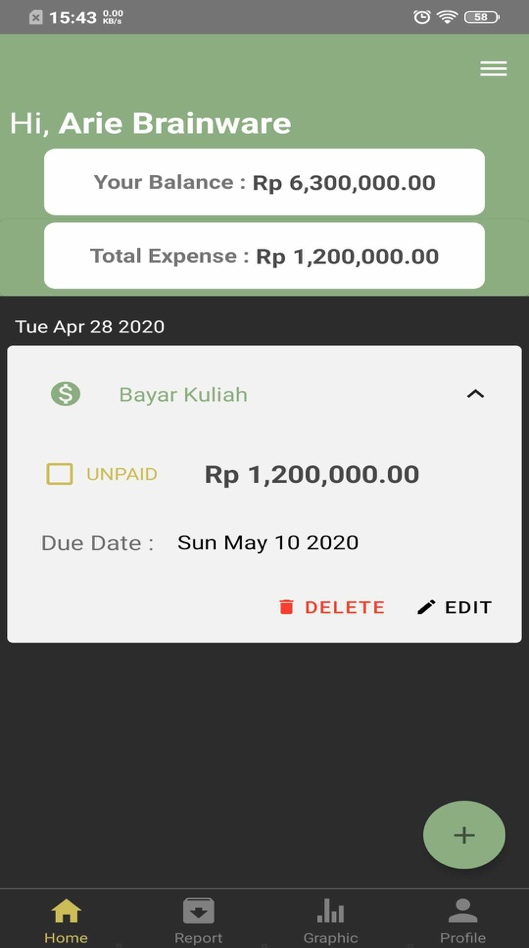 15:43 0.00 KB/s 58
Hi, Arie Brainware
Your Balance : Rp 6,300,000.00
Total Expense : Rp 1,200,000.00
Tue Apr 28 2020
Bayar Kuliah
UNPAID Rp 1,200,000.00
Due Date : Sun May 10 2020
DELETE EDIT
Home Report Graphic Profile